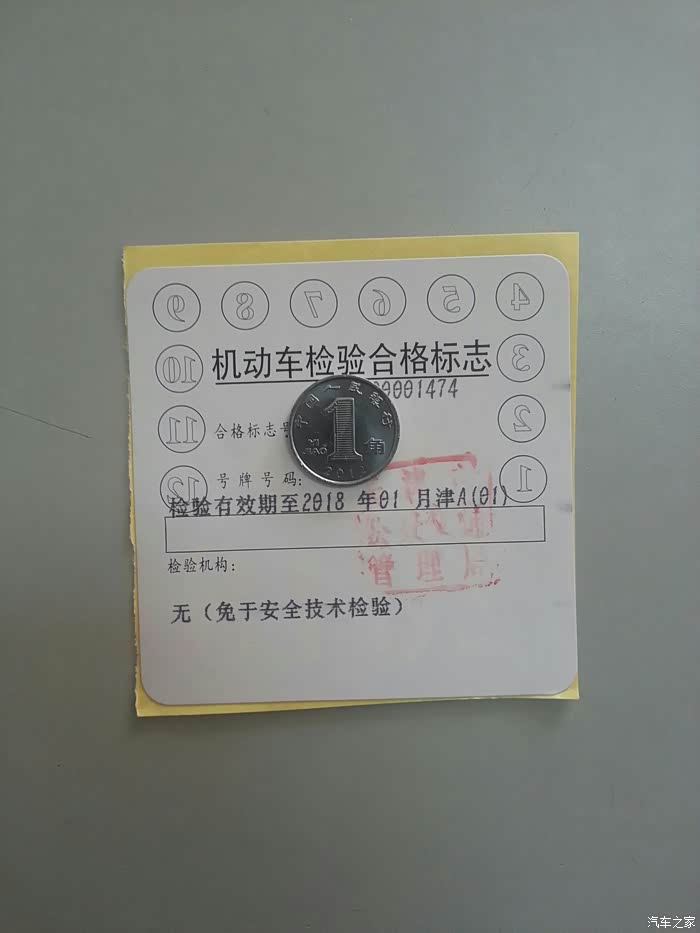 9 8 7 6 5 4
10 机动车检验合格标志 3
00001474
11 合格标志号 2
中国人民银行
1 角
2013
12 号牌号码: 1
检验有效期至2018 年01 月津A(01)
管理局
检验机构:
无（免于安全技术检验）
汽车之家